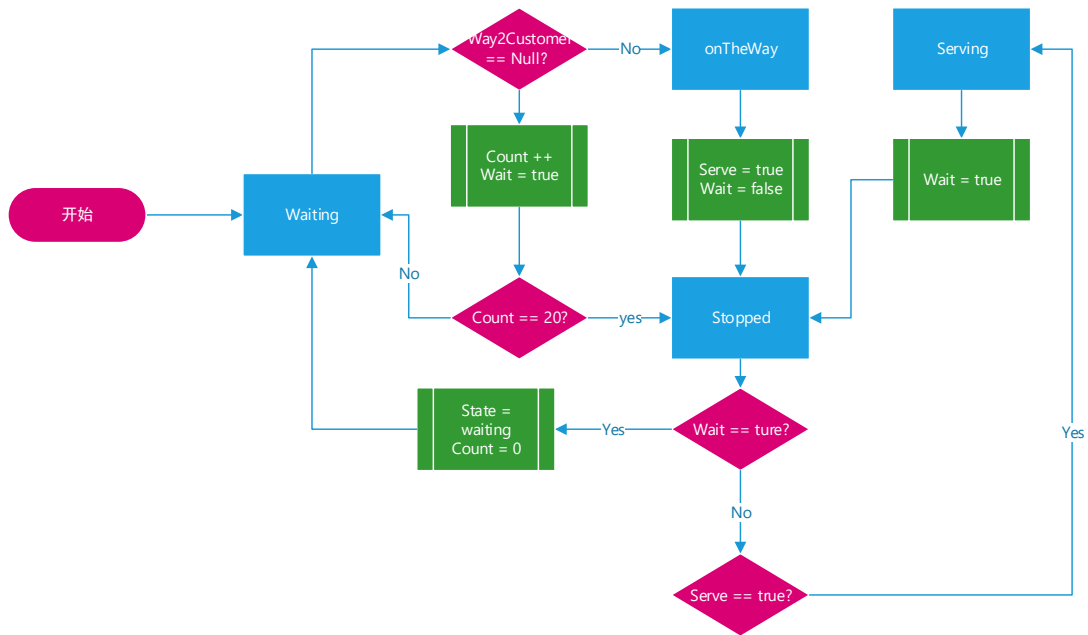 Way2Customer
== Null?
No
onTheWay
Serving
Count ++
Wait = true
Serve = true
Wait = false
Wait = true
开始
Waiting
No
Count == 20?
yes
Stopped
State =
waiting
Count = 0
Yes
Wait == ture?
Yes
No
Serve == true?